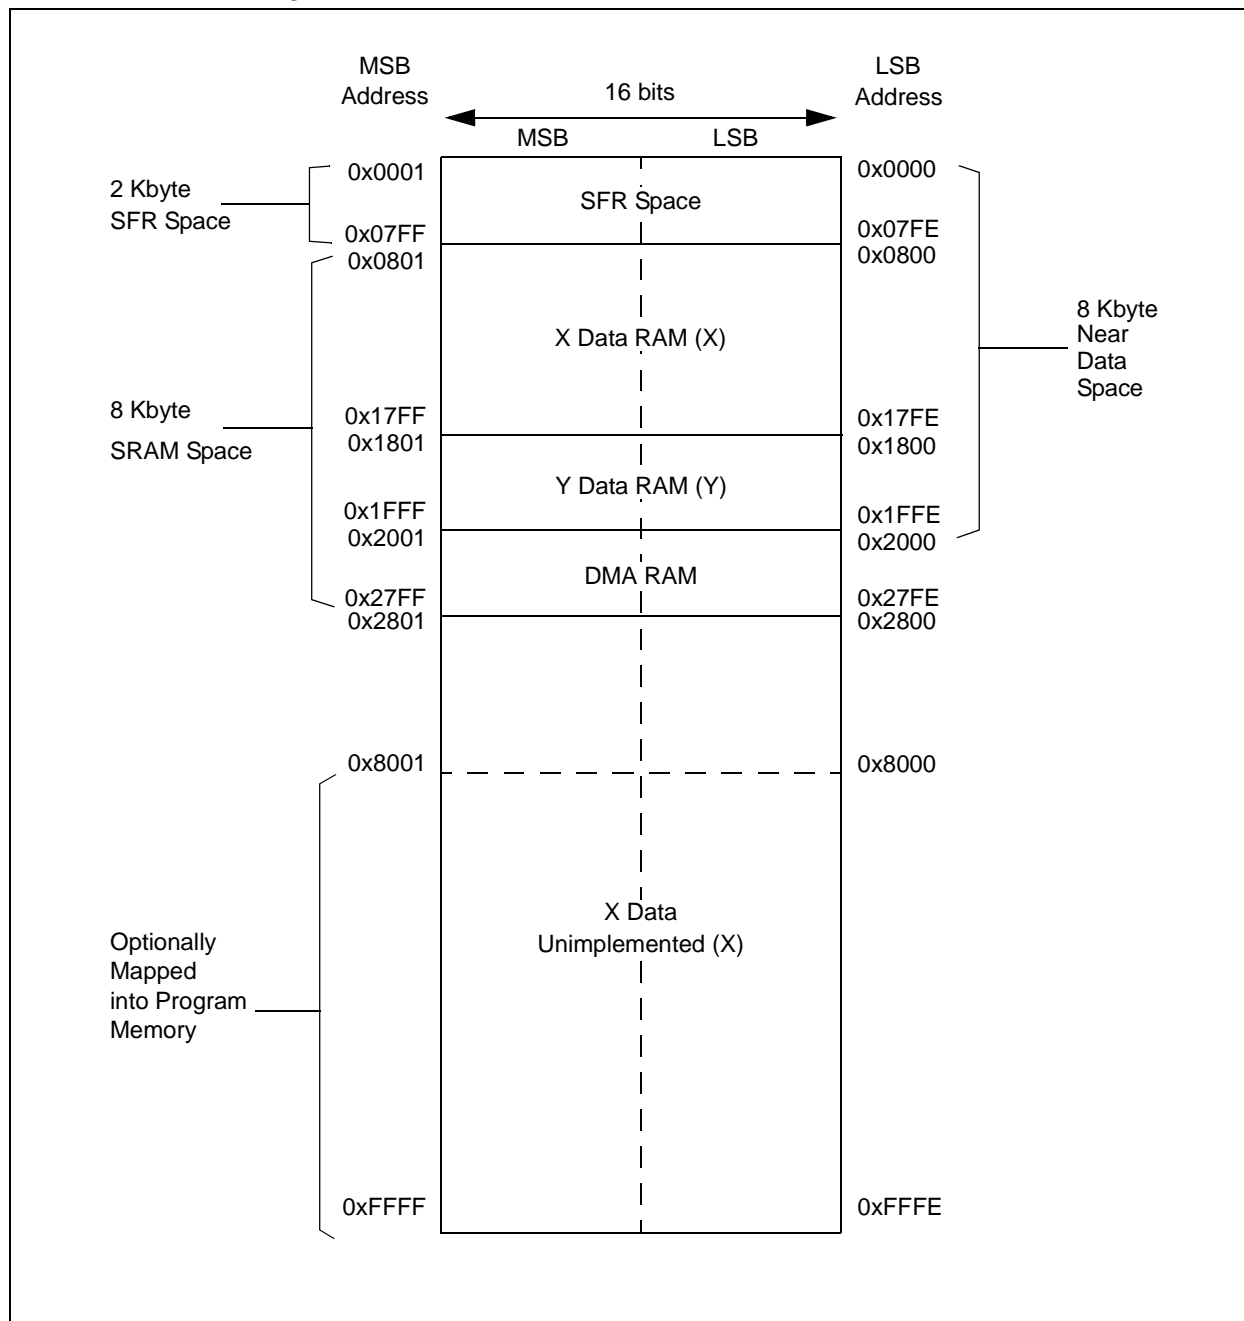 MSB
Address
16 bits
LSB
Address
MSB
LSB
0x0001
0x0000
2 Kbyte
SFR Space
SFR Space
0x07FF
0x07FE
0x0801
0x0800
X Data RAM (X)
8 Kbyte
Near
Data
Space
8 Kbyte
SRAM Space
0x17FF
0x17FE
0x1801
0x1800
Y Data RAM (Y)
0x1FFF
0x1FFE
0x2001
0x2000
DMA RAM
0x27FF
0x27FE
0x2801
0x2800
0x8001
0x8000
X Data
Unimplemented (X)
Optionally
Mapped
into Program
Memory
0xFFFF
0xFFFE